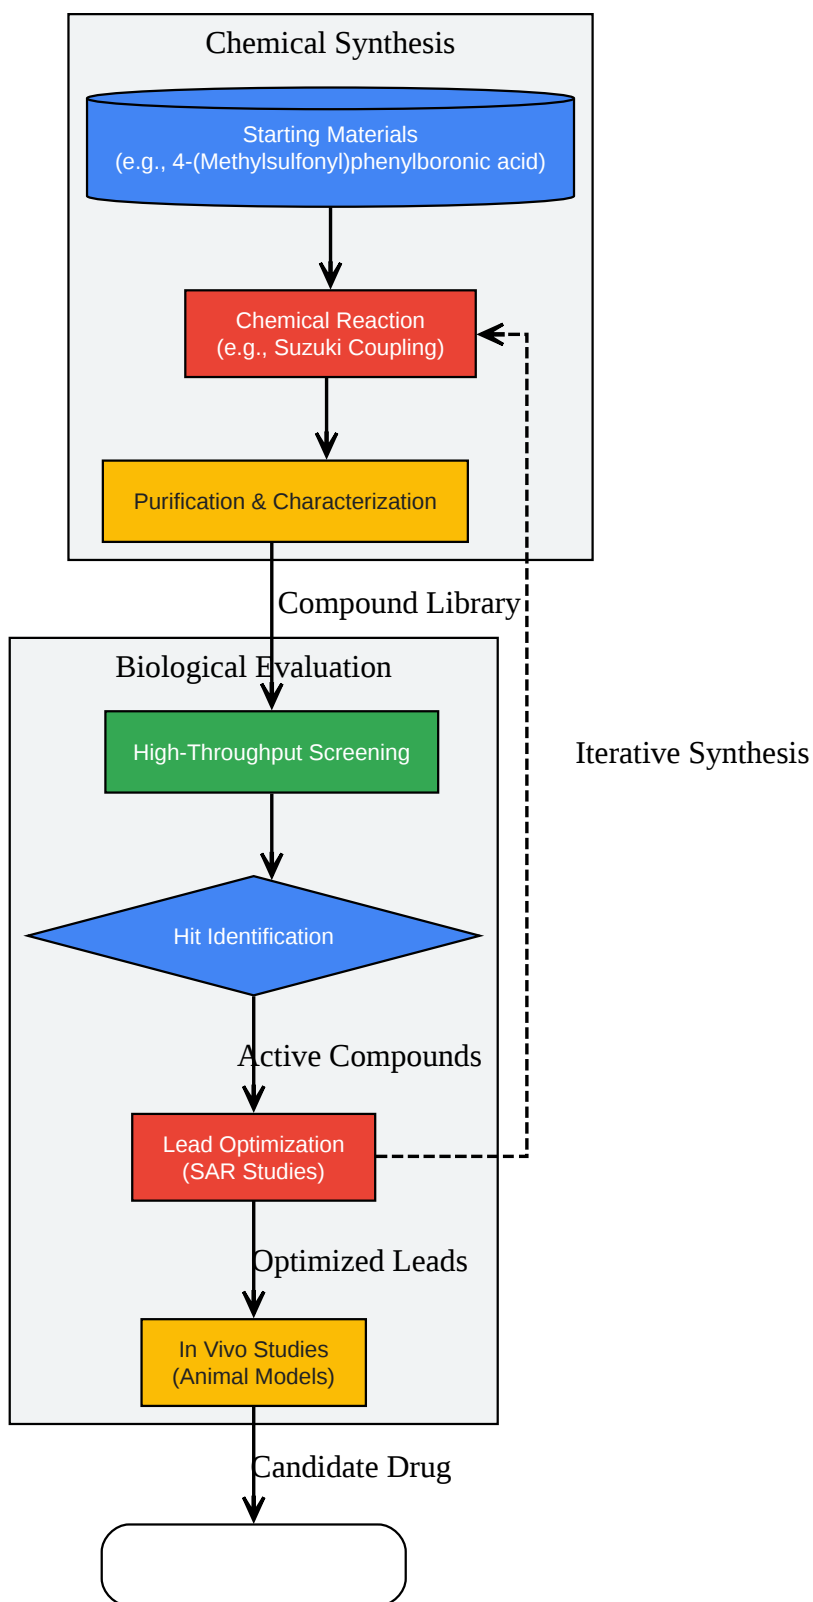 Chemical Synthesis
Starting Materials
(e.g., 4-(Methylsulfonyl)phenylboronic acid)
Chemical Reaction
(e.g., Suzuki Coupling)
Purification & Characterization
Compound Library
Biological Evaluation
High-Throughput Screening
Iterative Synthesis
Hit Identification
Active Compounds
Lead Optimization
(SAR Studies)
Optimized Leads
In Vivo Studies
(Animal Models)
Candidate Drug